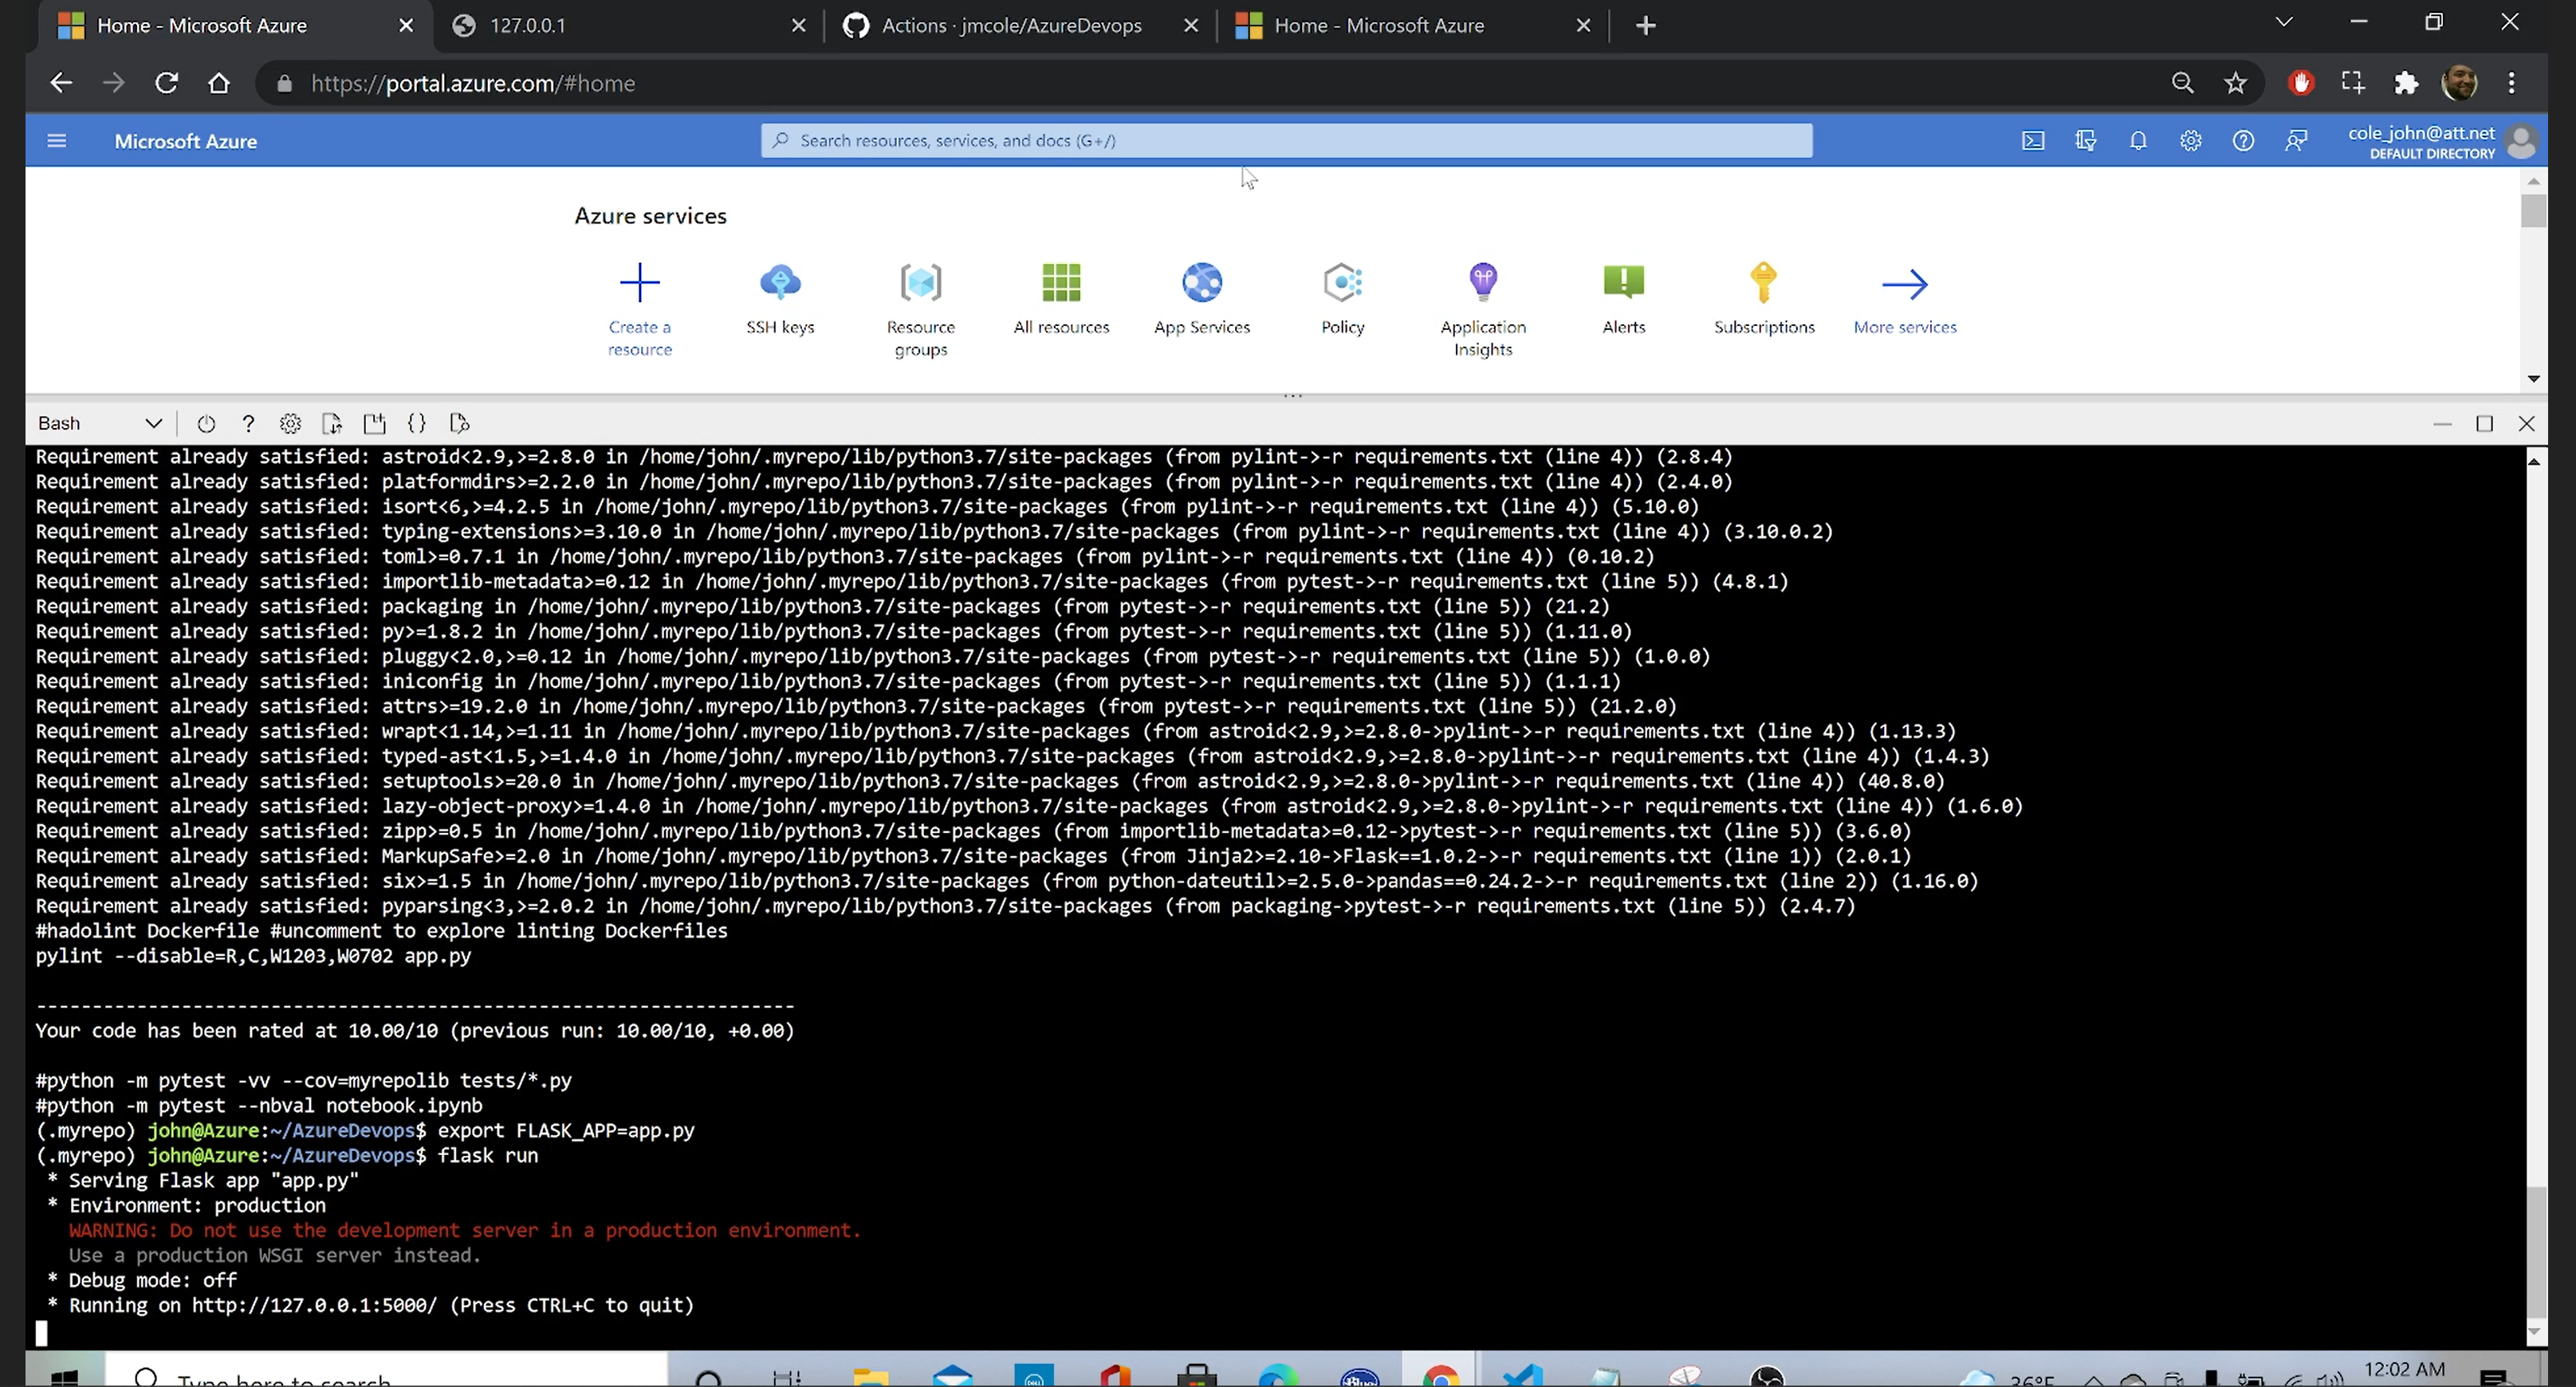 Home - Microsoft Azure
127.0.0.1
Actions · jmcole/AzureDevops
Home - Microsoft Azure
https://portal.azure.com/#home
Microsoft Azure
Search resources, services, and docs (G+/)
cole_john@att.net
DEFAULT DIRECTORY
Azure services
Create a resource
SSH keys
Resource groups
All resources
App Services
Policy
Application Insights
Alerts
Subscriptions
More services
Bash
Requirement already satisfied: astroid<2.9,>=2.8.0 in /home/john/.myrepo/lib/python3.7/site-packages (from pylint->-r requirements.txt (line 4)) (2.8.4)
Requirement already satisfied: platformdirs>=2.2.0 in /home/john/.myrepo/lib/python3.7/site-packages (from pylint->-r requirements.txt (line 4)) (2.4.0)
Requirement already satisfied: isort<6,>=4.2.5 in /home/john/.myrepo/lib/python3.7/site-packages (from pylint->-r requirements.txt (line 4)) (5.10.0)
Requirement already satisfied: typing-extensions>=3.10.0 in /home/john/.myrepo/lib/python3.7/site-packages (from pylint->-r requirements.txt (line 4)) (3.10.0.2)
Requirement already satisfied: toml>=0.7.1 in /home/john/.myrepo/lib/python3.7/site-packages (from pylint->-r requirements.txt (line 4)) (0.10.2)
Requirement already satisfied: importlib-metadata>=0.12 in /home/john/.myrepo/lib/python3.7/site-packages (from pytest->-r requirements.txt (line 5)) (4.8.1)
Requirement already satisfied: packaging in /home/john/.myrepo/lib/python3.7/site-packages (from pytest->-r requirements.txt (line 5)) (21.2)
Requirement already satisfied: py>=1.8.2 in /home/john/.myrepo/lib/python3.7/site-packages (from pytest->-r requirements.txt (line 5)) (1.11.0)
Requirement already satisfied: pluggy<2.0,>=0.12 in /home/john/.myrepo/lib/python3.7/site-packages (from pytest->-r requirements.txt (line 5)) (1.0.0)
Requirement already satisfied: iniconfig in /home/john/.myrepo/lib/python3.7/site-packages (from pytest->-r requirements.txt (line 5)) (1.1.1)
Requirement already satisfied: attrs>=19.2.0 in /home/john/.myrepo/lib/python3.7/site-packages (from pytest->-r requirements.txt (line 5)) (21.2.0)
Requirement already satisfied: wrapt<1.14,>=1.11 in /home/john/.myrepo/lib/python3.7/site-packages (from astroid<2.9,>=2.8.0->pylint->-r requirements.txt (line 4)) (1.13.3)
Requirement already satisfied: typed-ast<1.5,>=1.4.0 in /home/john/.myrepo/lib/python3.7/site-packages (from astroid<2.9,>=2.8.0->pylint->-r requirements.txt (line 4)) (1.4.3)
Requirement already satisfied: setuptools>=20.0 in /home/john/.myrepo/lib/python3.7/site-packages (from astroid<2.9,>=2.8.0->pylint->-r requirements.txt (line 4)) (40.8.0)
Requirement already satisfied: lazy-object-proxy>=1.4.0 in /home/john/.myrepo/lib/python3.7/site-packages (from astroid<2.9,>=2.8.0->pylint->-r requirements.txt (line 4)) (1.6.0)
Requirement already satisfied: zipp>=0.5 in /home/john/.myrepo/lib/python3.7/site-packages (from importlib-metadata>=0.12->pytest->-r requirements.txt (line 5)) (3.6.0)
Requirement already satisfied: MarkupSafe>=2.0 in /home/john/.myrepo/lib/python3.7/site-packages (from Jinja2>=2.10->Flask==1.0.2->-r requirements.txt (line 1)) (2.0.1)
Requirement already satisfied: six>=1.5 in /home/john/.myrepo/lib/python3.7/site-packages (from python-dateutil>=2.5.0->pandas==0.24.2->-r requirements.txt (line 2)) (1.16.0)
Requirement already satisfied: pyparsing<3,>=2.0.2 in /home/john/.myrepo/lib/python3.7/site-packages (from packaging->pytest->-r requirements.txt (line 5)) (2.4.7)
#hadolint Dockerfile #uncomment to explore linting Dockerfiles
pylint --disable=R,C,W1203,W0702 app.py
--------------------------------------------------------------------
Your code has been rated at 10.00/10 (previous run: 10.00/10, +0.00)
#python -m pytest -vv --cov=myrepolib tests/*.py
#python -m pytest --nbval notebook.ipynb
(.myrepo) john@Azure:~/AzureDevops$ export FLASK_APP=app.py
(.myrepo) john@Azure:~/AzureDevops$ flask run
* Serving Flask app "app.py"
* Environment: production
WARNING: Do not use the development server in a production environment.
Use a production WSGI server instead.
* Debug mode: off
* Running on http://127.0.0.1:5000/ (Press CTRL+C to quit)
Type here to search
36°F
12:02 AM